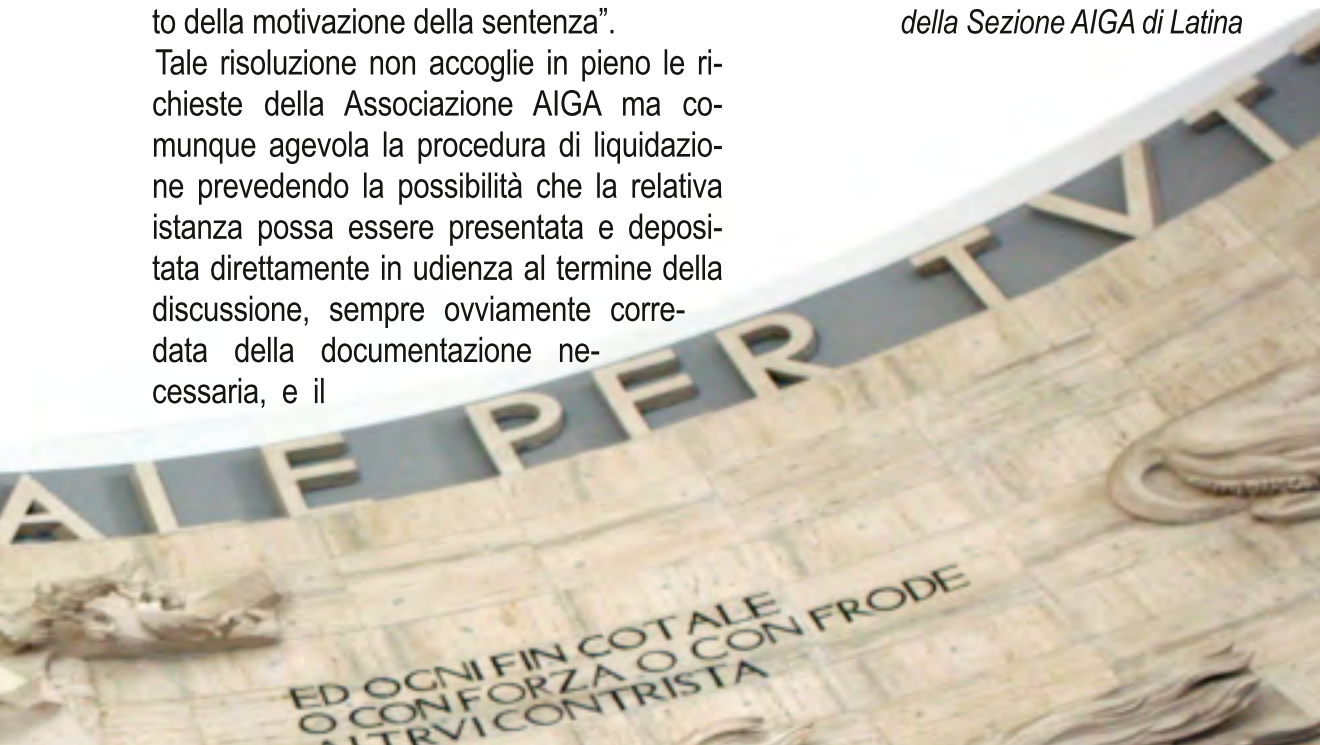 to della motivazione della sentenza”.
Tale risoluzione non accoglie in pieno le ri-
chieste della Associazione AIGA ma co-
munque agevola la procedura di liquidazio-
ne prevedendo la possibilità che la relativa
istanza possa essere presentata e deposi-
tata direttamente in udienza al termine della
discussione, sempre ovviamente corre-
data della documentazione ne-
cessaria, e il
della Sezione AIGA di Latina
PER TVT
ED OGNI FIN COTALE
O CON FORZA O CON FRODE
ALTRVI CONTRISTA